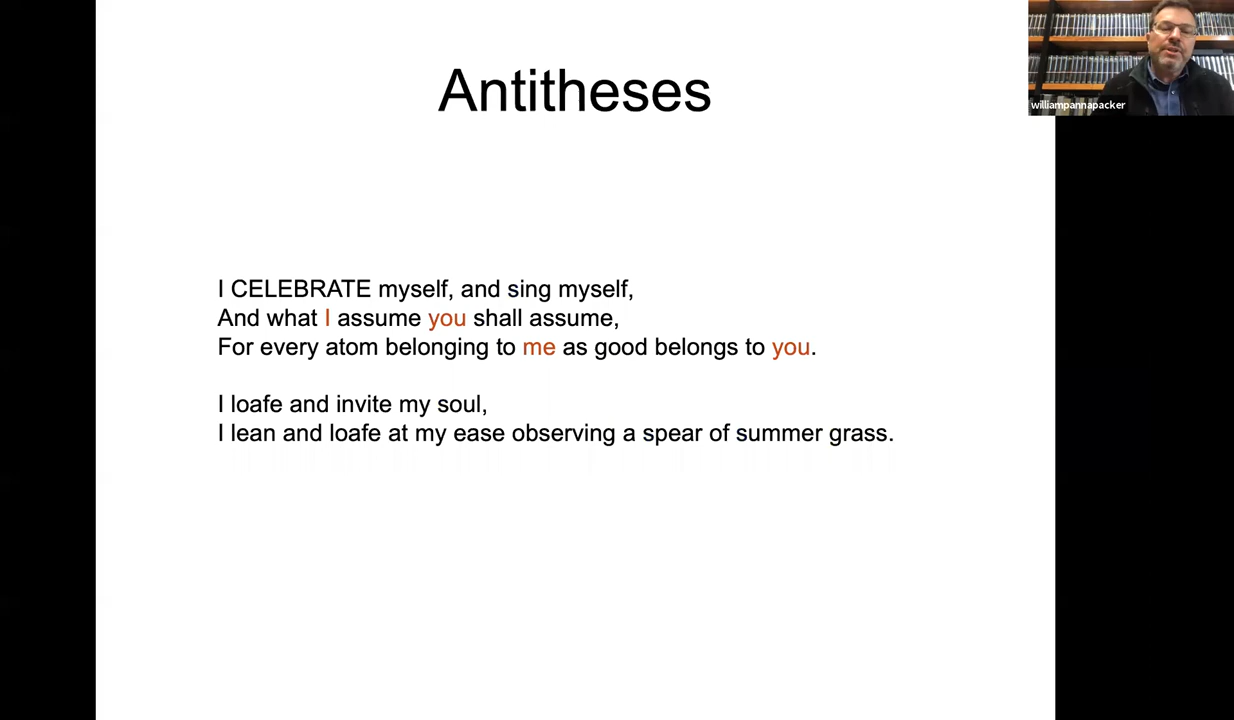 Antitheses
williampannapacker
I CELEBRATE myself, and sing myself,
And what I assume you shall assume,
For every atom belonging to me as good belongs to you.
I loafe and invite my soul,
I lean and loafe at my ease observing a spear of summer grass.